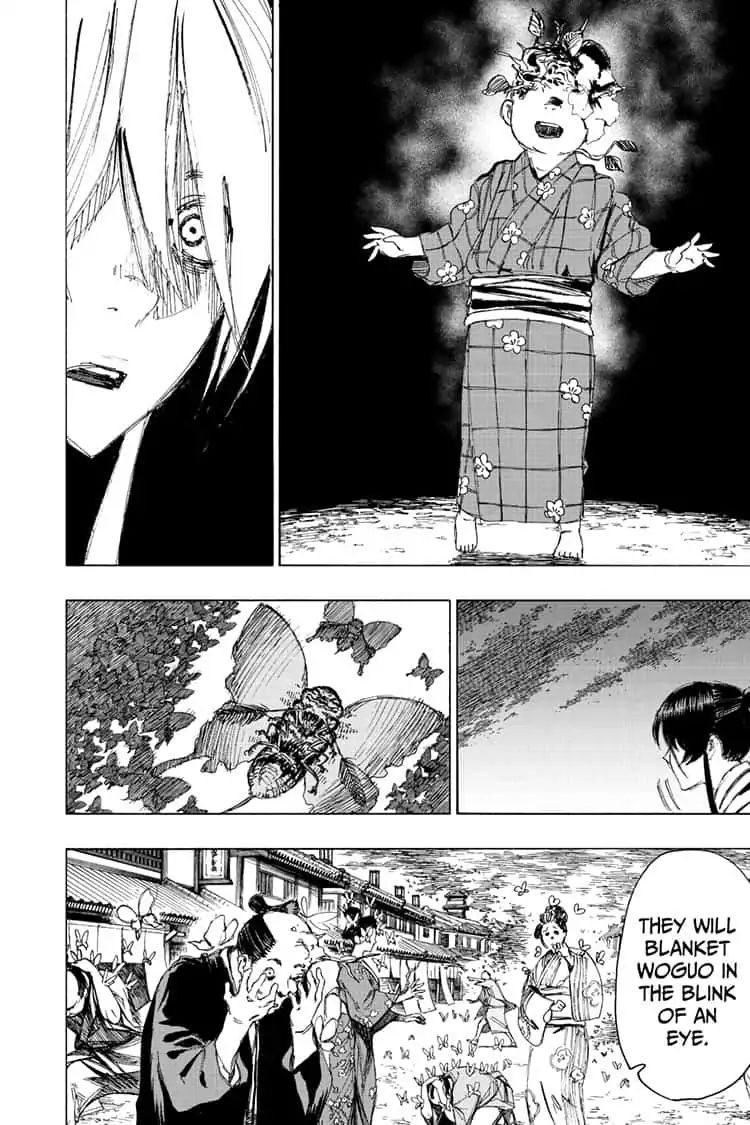 THEY WILL
BLANKET
WOGUO IN
THE BLINK
OF AN
EYE.